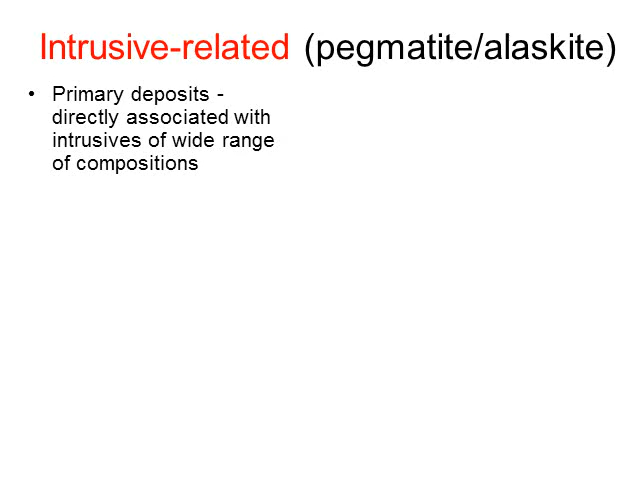 Intrusive-related (pegmatite/alaskite)
• Primary deposits -
directly associated with
intrusives of wide range
of compositions